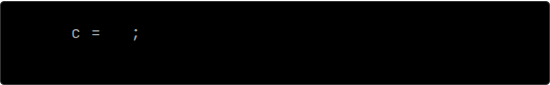 c = ;